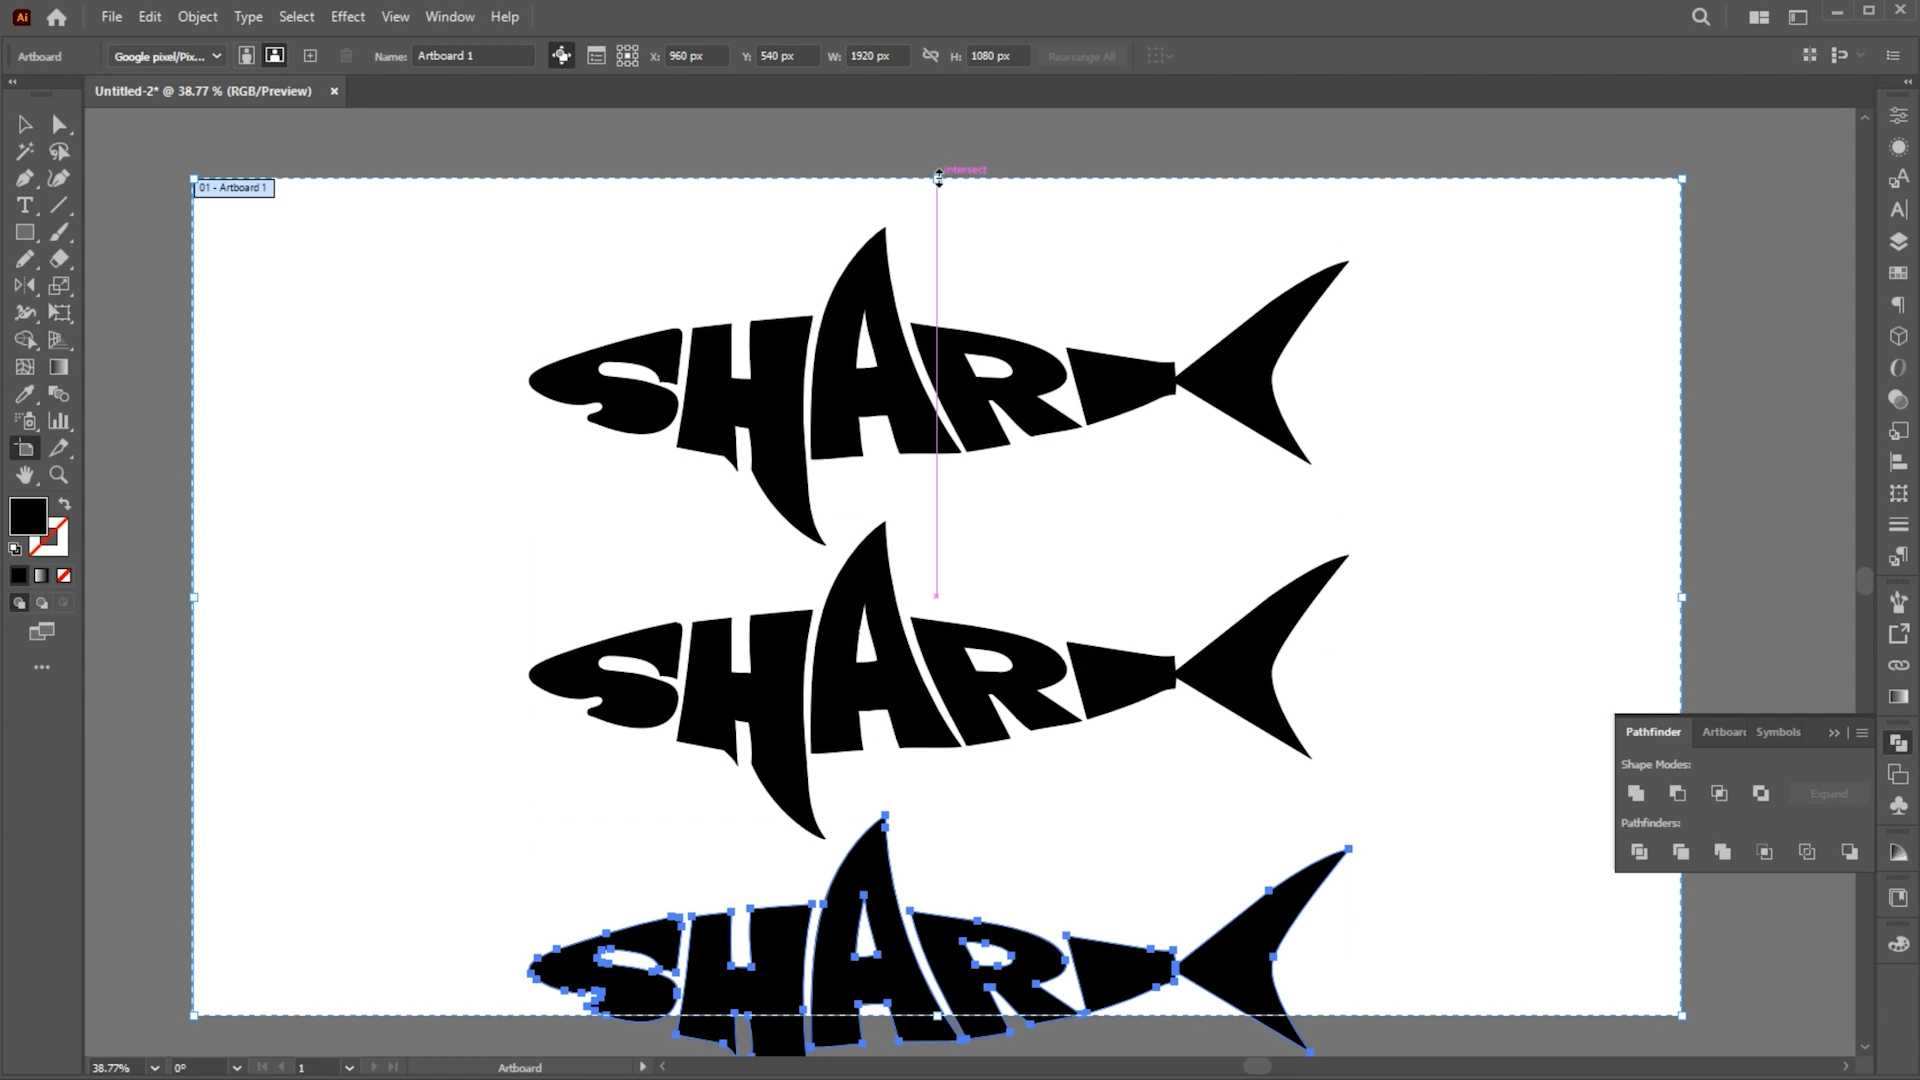 Ai File Edit Object Type Select Effect View Window Help
Artboard Google pixel/Pix... Name: Artboard 1 X: 960 px Y: 540 px W: 1920 px H: 1080 px Rearrange All
Untitled-2* @ 38.77 % (RGB/Preview)
intersect
01 - Artboard 1
SHARK
SHARK
SHARK
Pathfinder Artboard Symbols
Shape Modes:
Expand
Pathfinders:
38.77% 0° 1 Artboard